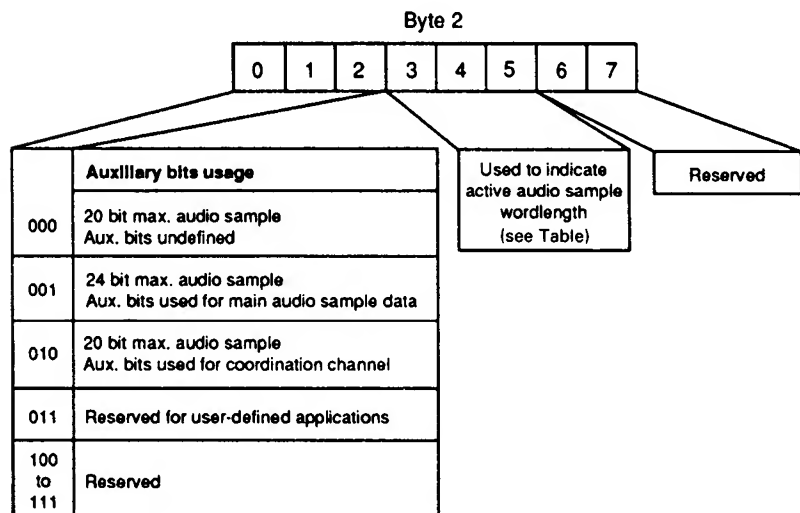 Byte 2
0 1 2 3 4 5 6 7
Auxiliary bits usage
000
20 bit max. audio sample
Aux. bits undefined
001
24 bit max. audio sample
Aux. bits used for main audio sample data
010
20 bit max. audio sample
Aux. bits used for coordination channel
011
Reserved for user-defined applications
100
to
111
Reserved
Used to indicate
active audio sample
wordlength
(see Table)
Reserved